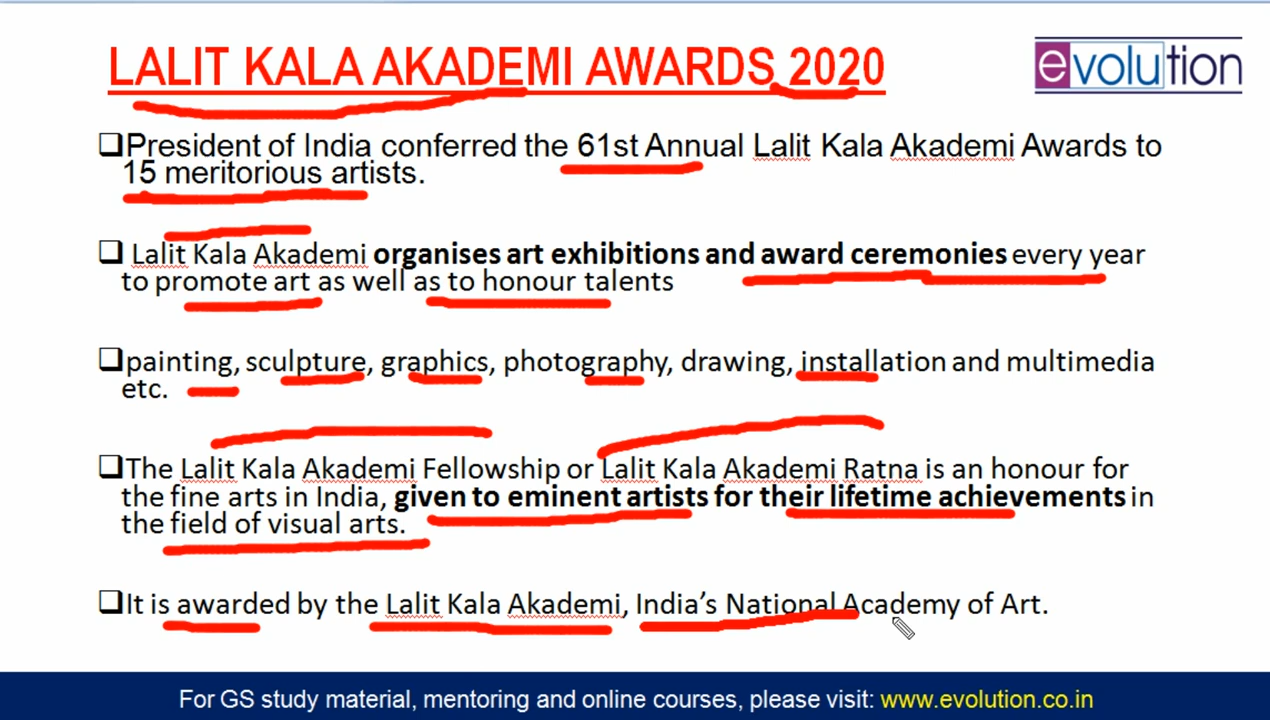 LALIT KALA AKADEMI AWARDS 2020
evolution
❑President of India conferred the 61st Annual Lalit Kala Akademi Awards to
15 meritorious artists.
❑ Lalit Kala Akademi organises art exhibitions and award ceremonies every year
to promote art as well as to honour talents
❑painting, sculpture, graphics, photography, drawing, installation and multimedia
etc.
❑The Lalit Kala Akademi Fellowship or Lalit Kala Akademi Ratna is an honour for
the fine arts in India, given to eminent artists for their lifetime achievements in
the field of visual arts.
❑It is awarded by the Lalit Kala Akademi, India's National Academy of Art.
For GS study material, mentoring and online courses, please visit: www.evolution.co.in